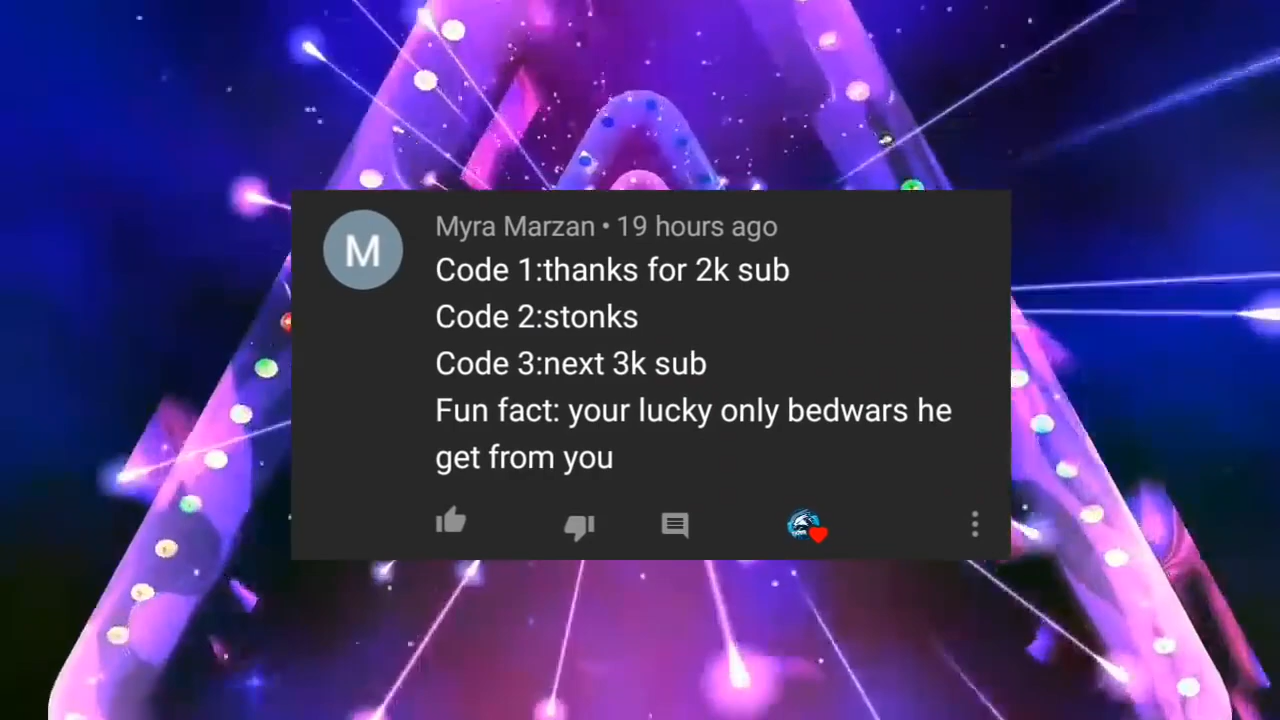 M
Myra Marzan • 19 hours ago
Code 1:thanks for 2k sub
Code 2:stonks
Code 3:next 3k sub
Fun fact: your lucky only bedwars he
get from you